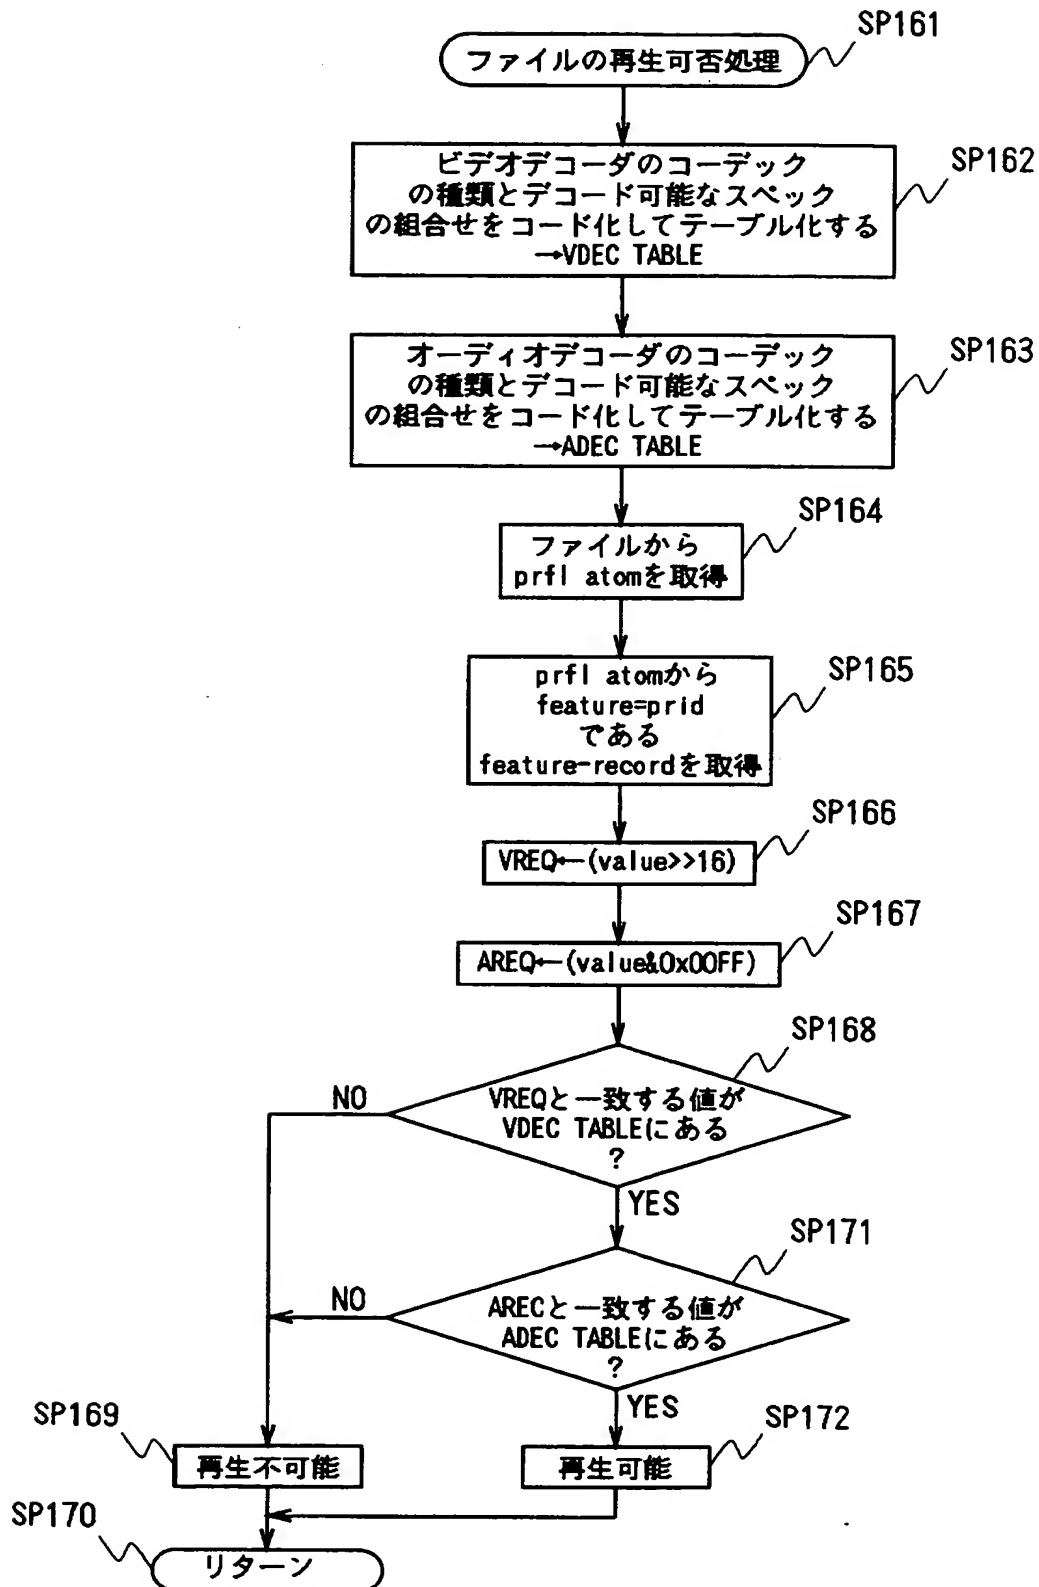 SP161
ファイルの再生可否処理
SP162
ビデオデコーダのコーデック
の種類とデコード可能なスペック
の組合せをコード化してテーブル化する
→VDEC TABLE
SP163
オーディオデコーダのコーデック
の種類とデコード可能なスペック
の組合せをコード化してテーブル化する
→ADEC TABLE
SP164
ファイルから
prfl atomを取得
SP165
prfl atomから
feature=prid
である
feature-recordを取得
SP166
VREQ←(value>>16)
SP167
AREQ←(value&0x00FF)
SP168
NO
VREQと一致する値が
VDEC TABLEにある
?
YES
SP171
NO
ARECと一致する値が
ADEC TABLEにある
?
YES
SP169
再生不可能
SP172
再生可能
SP170
リターン